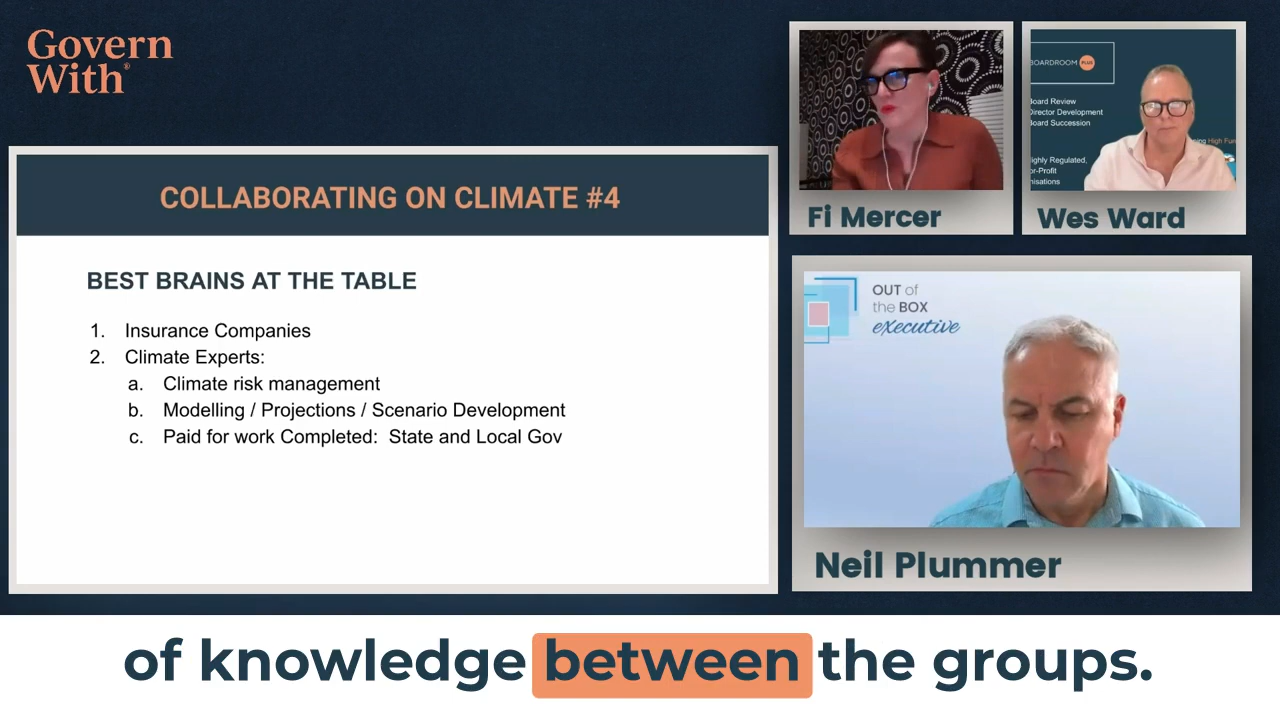 Govern
With®
COLLABORATING ON CLIMATE #4
BEST BRAINS AT THE TABLE
1. Insurance Companies
2. Climate Experts:
a. Climate risk management
b. Modelling / Projections / Scenario Development
c. Paid for work Completed: State and Local Gov
Fi Mercer
BOARDROOM PLUS
Board Review
Director Development
Board Succession
High
Wes Ward
OUT of
the BOX
executive
Neil Plummer
of knowledge between the groups.